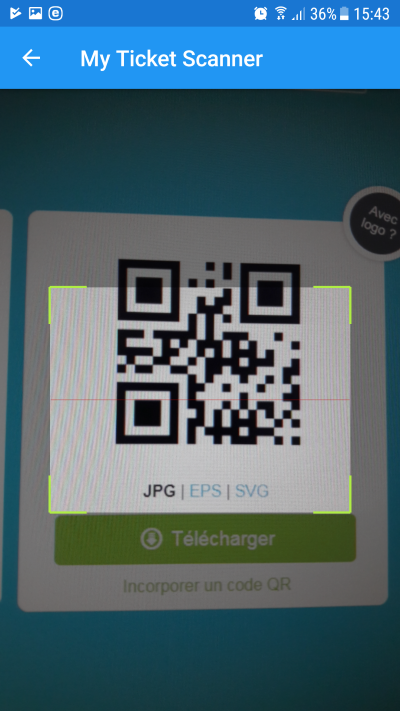 36% 15:43
My Ticket Scanner
Avec
logo ?
JPG | EPS | SVG
Télécharger
Incorporer un code QR